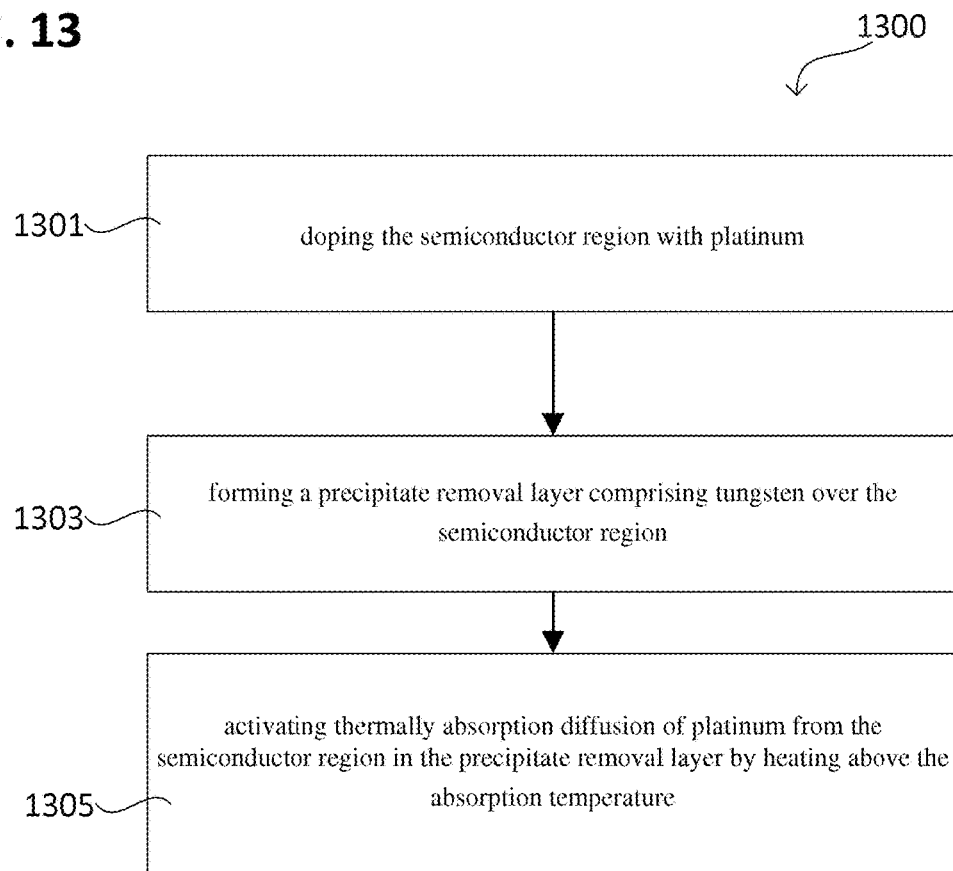 . 13
1300
1301
doping the semiconductor region with platinum
forming a precipitate removal layer comprising tungsten over the
1303
semiconductor region
activating thermally absorption diffusion of platinum from the
semiconductor region in the precipitate removal layer by heating above the
1305
absorption temperature